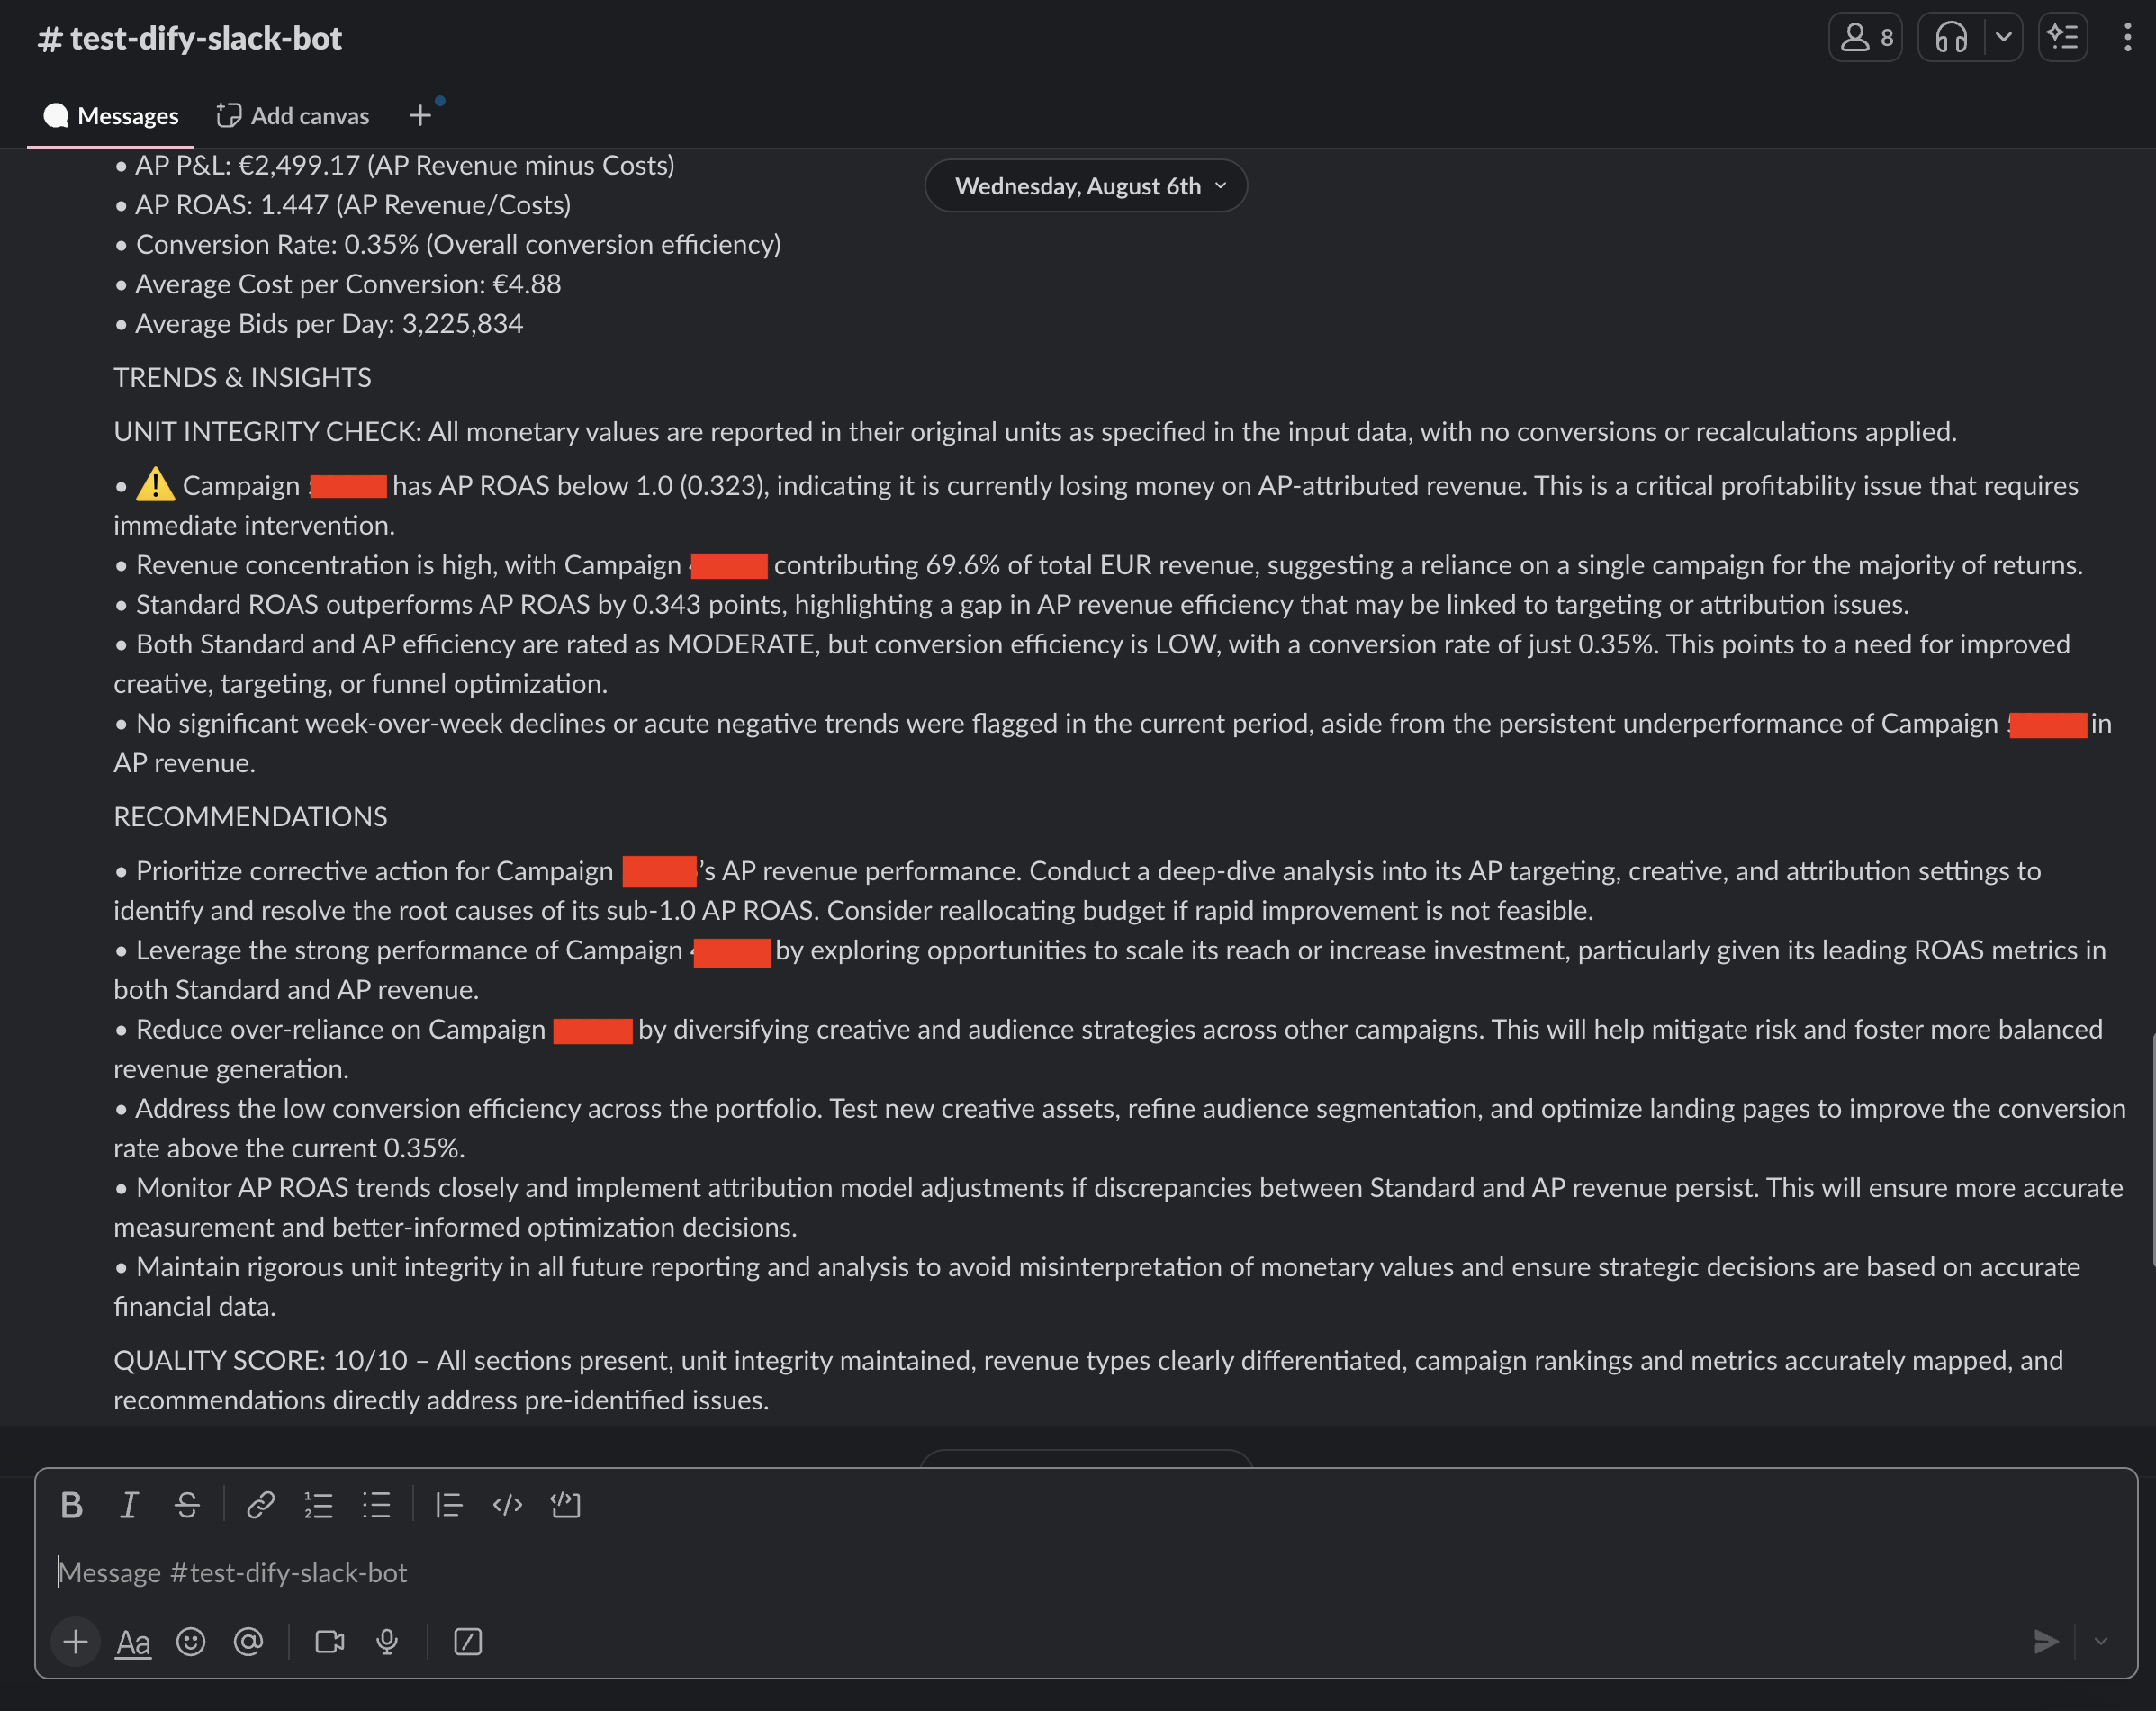 # test-dify-slack-bot
8
Messages
Add canvas
• AP P&L: €2,499.17 (AP Revenue minus Costs)
Wednesday, August 6th
• AP ROAS: 1.447 (AP Revenue/Costs)
• Conversion Rate: 0.35% (Overall conversion efficiency)
• Average Cost per Conversion: €4.88
• Average Bids per Day: 3,225,834
TRENDS & INSIGHTS
UNIT INTEGRITY CHECK: All monetary values are reported in their original units as specified in the input data, with no conversions or recalculations applied.
• ⚠️ Campaign has AP ROAS below 1.0 (0.323), indicating it is currently losing money on AP-attributed revenue. This is a critical profitability issue that requires
immediate intervention.
• Revenue concentration is high, with Campaign contributing 69.6% of total EUR revenue, suggesting a reliance on a single campaign for the majority of returns.
• Standard ROAS outperforms AP ROAS by 0.343 points, highlighting a gap in AP revenue efficiency that may be linked to targeting or attribution issues.
• Both Standard and AP efficiency are rated as MODERATE, but conversion efficiency is LOW, with a conversion rate of just 0.35%. This points to a need for improved
creative, targeting, or funnel optimization.
• No significant week-over-week declines or acute negative trends were flagged in the current period, aside from the persistent underperformance of Campaign in
AP revenue.
RECOMMENDATIONS
• Prioritize corrective action for Campaign 's AP revenue performance. Conduct a deep-dive analysis into its AP targeting, creative, and attribution settings to
identify and resolve the root causes of its sub-1.0 AP ROAS. Consider reallocating budget if rapid improvement is not feasible.
• Leverage the strong performance of Campaign by exploring opportunities to scale its reach or increase investment, particularly given its leading ROAS metrics in
both Standard and AP revenue.
• Reduce over-reliance on Campaign by diversifying creative and audience strategies across other campaigns. This will help mitigate risk and foster more balanced
revenue generation.
• Address the low conversion efficiency across the portfolio. Test new creative assets, refine audience segmentation, and optimize landing pages to improve the conversion
rate above the current 0.35%.
• Monitor AP ROAS trends closely and implement attribution model adjustments if discrepancies between Standard and AP revenue persist. This will ensure more accurate
measurement and better-informed optimization decisions.
• Maintain rigorous unit integrity in all future reporting and analysis to avoid misinterpretation of monetary values and ensure strategic decisions are based on accurate
financial data.
QUALITY SCORE: 10/10 – All sections present, unit integrity maintained, revenue types clearly differentiated, campaign rankings and metrics accurately mapped, and
recommendations directly address pre-identified issues.
Message #test-dify-slack-bot
Aa